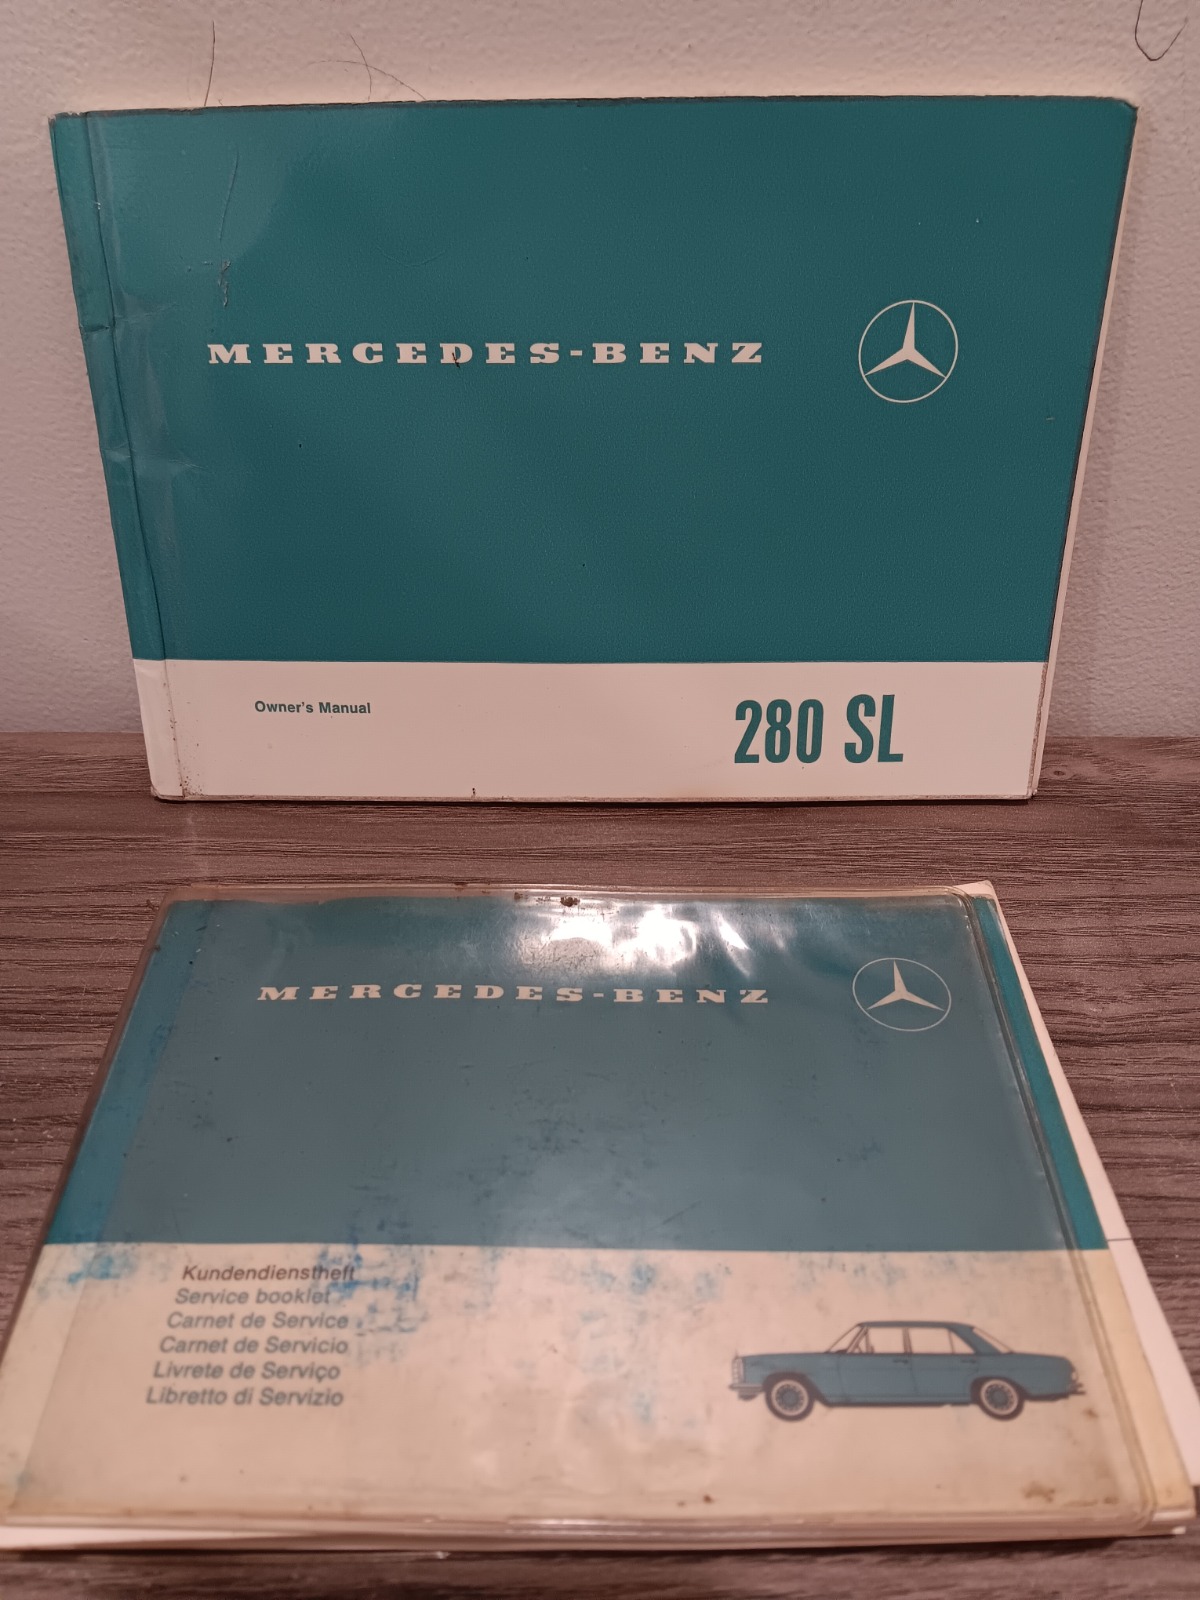 MERCEDES-BENZ
Owner's Manual
280 SL
MERCEDES-BENZ
Kundendienstheft
Service booklet
Carnet de Service
Carnet de Servicio
Livrete de Serviço
Libretto di Servizio